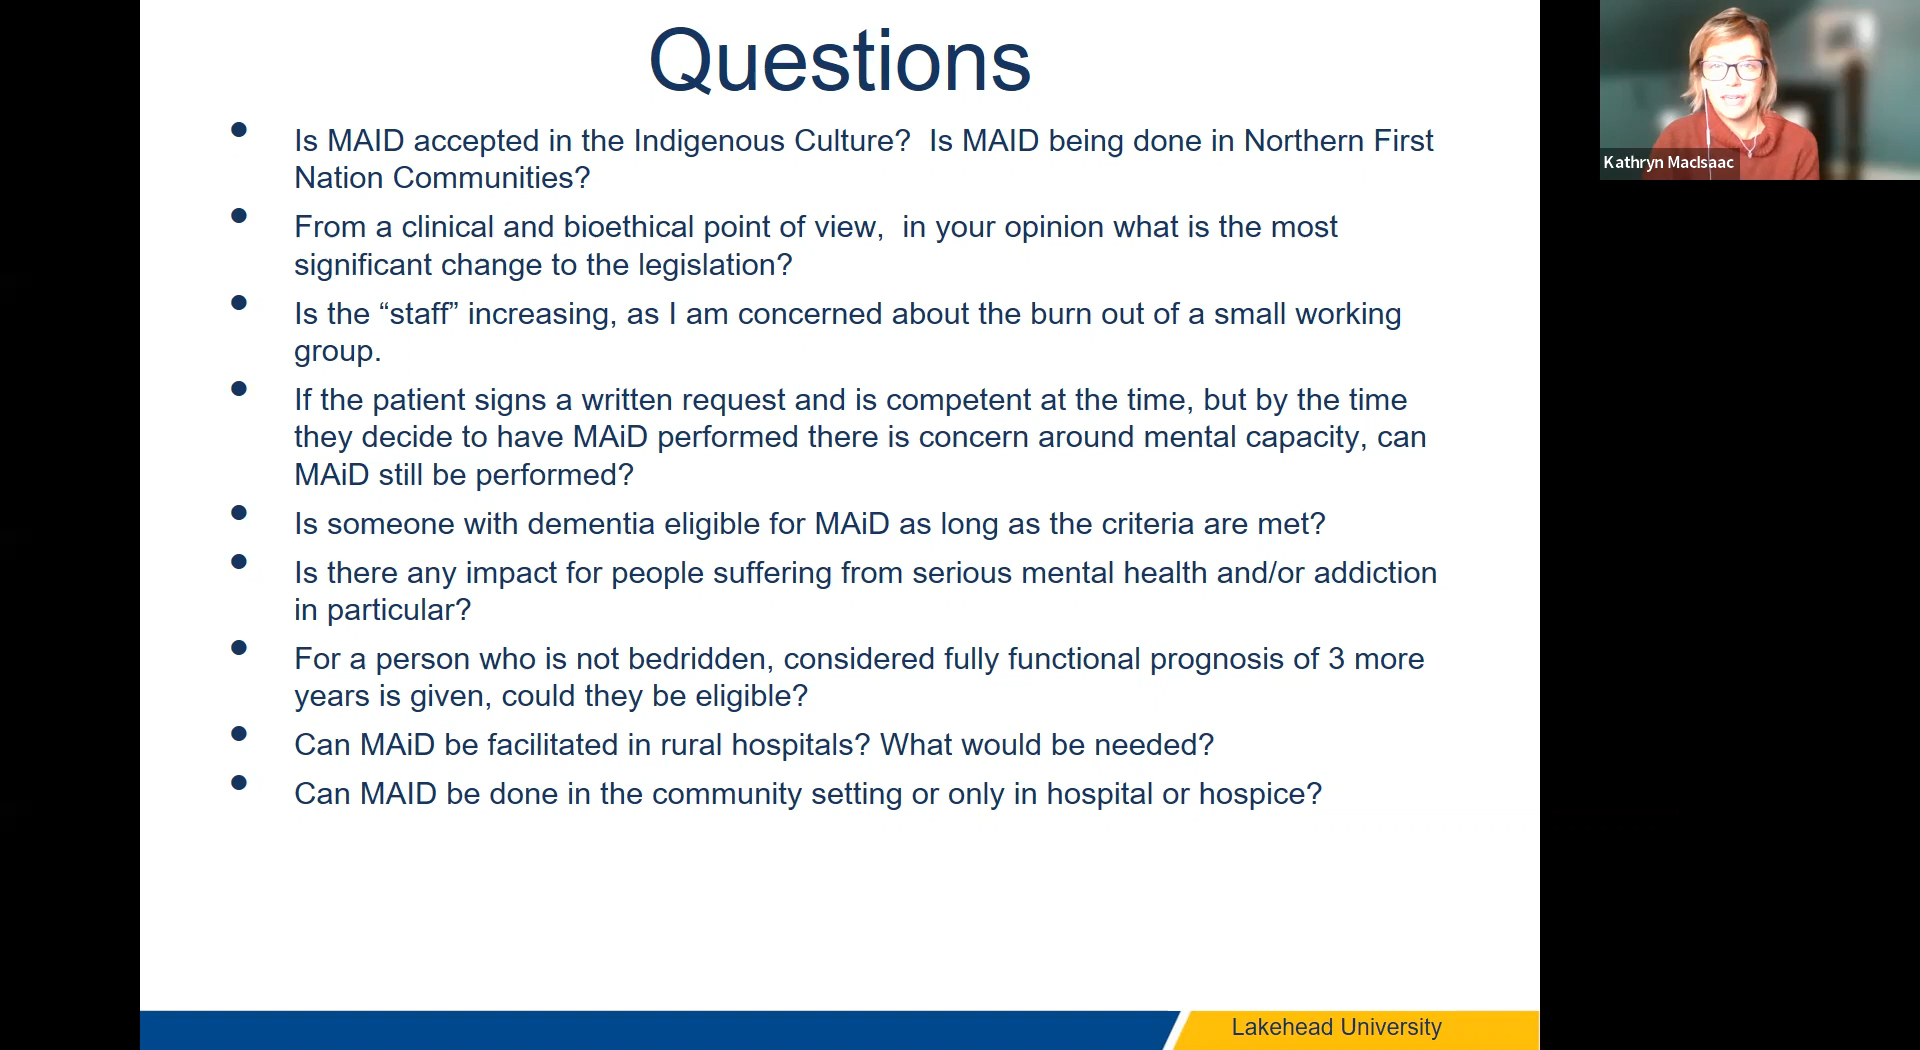 Questions
• Is MAID accepted in the Indigenous Culture?  Is MAID being done in Northern First
Nation Communities?
• From a clinical and bioethical point of view,  in your opinion what is the most
significant change to the legislation?
• Is the “staff” increasing, as I am concerned about the burn out of a small working
group.
• If the patient signs a written request and is competent at the time, but by the time
they decide to have MAiD performed there is concern around mental capacity, can
MAiD still be performed?
• Is someone with dementia eligible for MAiD as long as the criteria are met?
• Is there any impact for people suffering from serious mental health and/or addiction
in particular?
• For a person who is not bedridden, considered fully functional prognosis of 3 more
years is given, could they be eligible?
• Can MAiD be facilitated in rural hospitals? What would be needed?
• Can MAID be done in the community setting or only in hospital or hospice?
Lakehead University
Kathryn MacIsaac